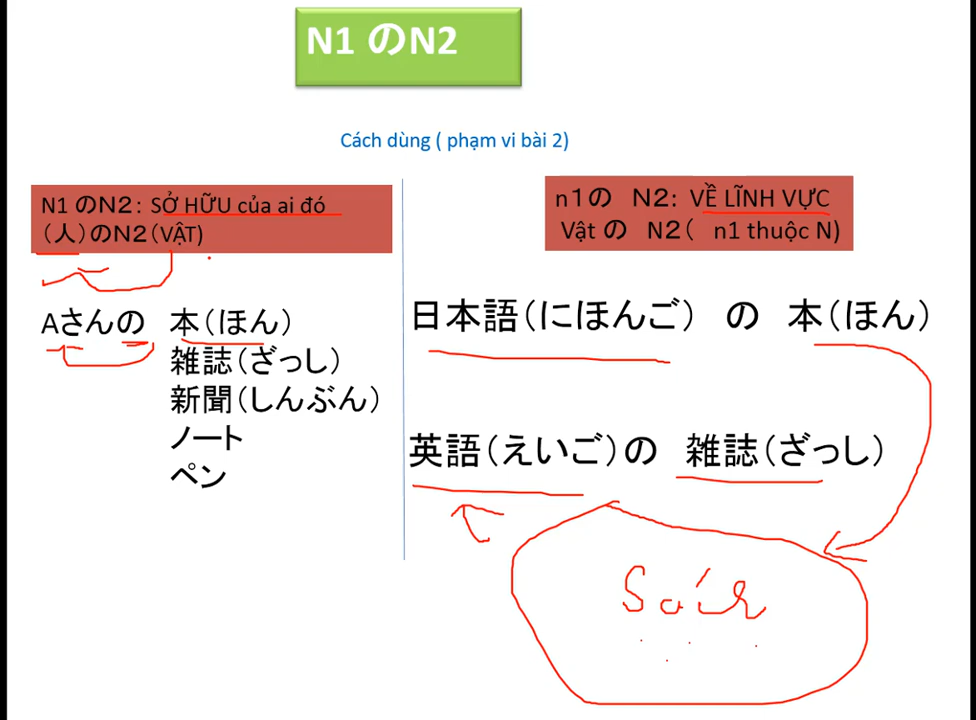 N1 のN2
Cách dùng ( phạm vi bài 2)
N1 のN2: SỞ HỮU của ai đó
(人)のN2(VẬT)
Aさんの 本(ほん)
雑誌(ざっし)
新聞(しんぶん)
ノート
ペン
n1の N2: VỀ LĨNH VỰC
Vật の N2( n1 thuộc N)
日本語(にほんご) の 本(ほん)
英語(えいご)の 雑誌(ざっし)
Sách